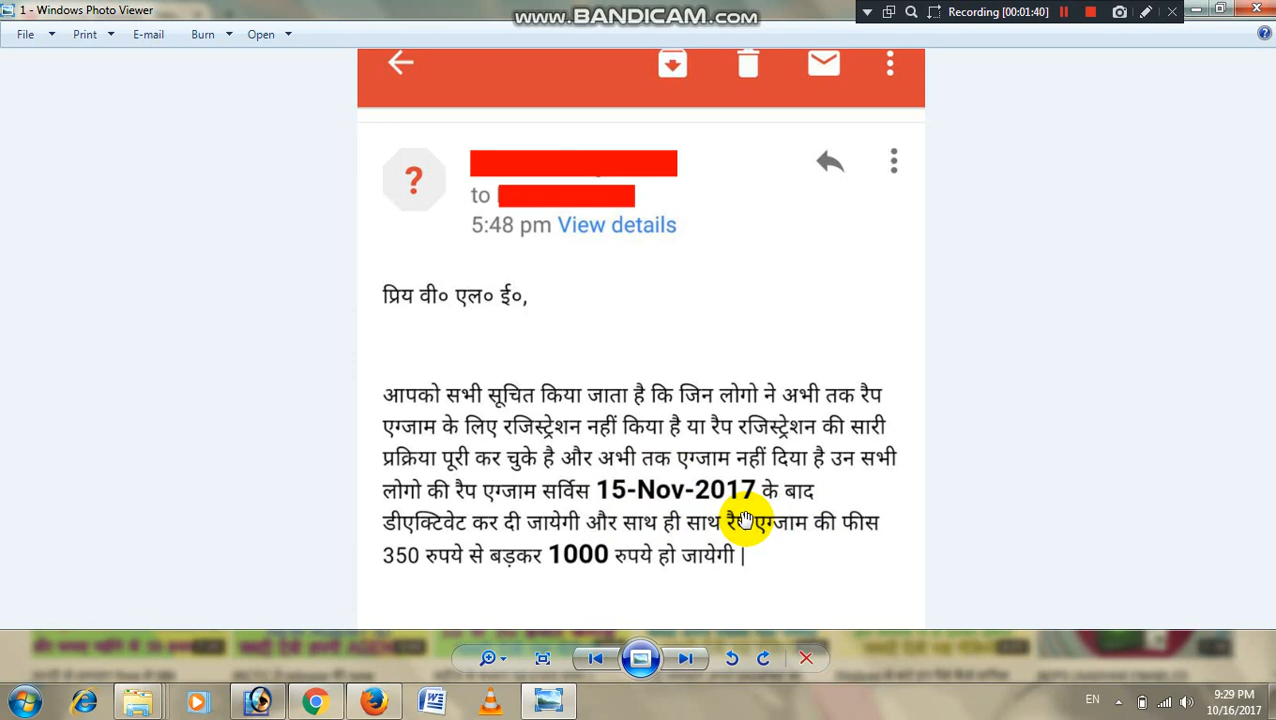 1 - Windows Photo Viewer
www.BANDICAM.com
Recording [00:01:40]
File Print E-mail Burn Open
?
to
5:48 pm View details
प्रिय वी० एल० ई०,
आपको सभी सूचित किया जाता है कि जिन लोगो ने अभी तक रैप
एग्जाम के लिए रजिस्ट्रेशन नहीं किया है या रैप रजिस्ट्रेशन की सारी
प्रक्रिया पूरी कर चुके है और अभी तक एग्जाम नहीं दिया है उन सभी
लोगो की रैप एग्जाम सर्विस 15-Nov-2017 के बाद
डीएक्टिवेट कर दी जायेगी और साथ ही साथ रैप एग्जाम की फीस
350 रुपये से बड़कर 1000 रुपये हो जायेगी |
EN
9:29 PM
10/16/2017